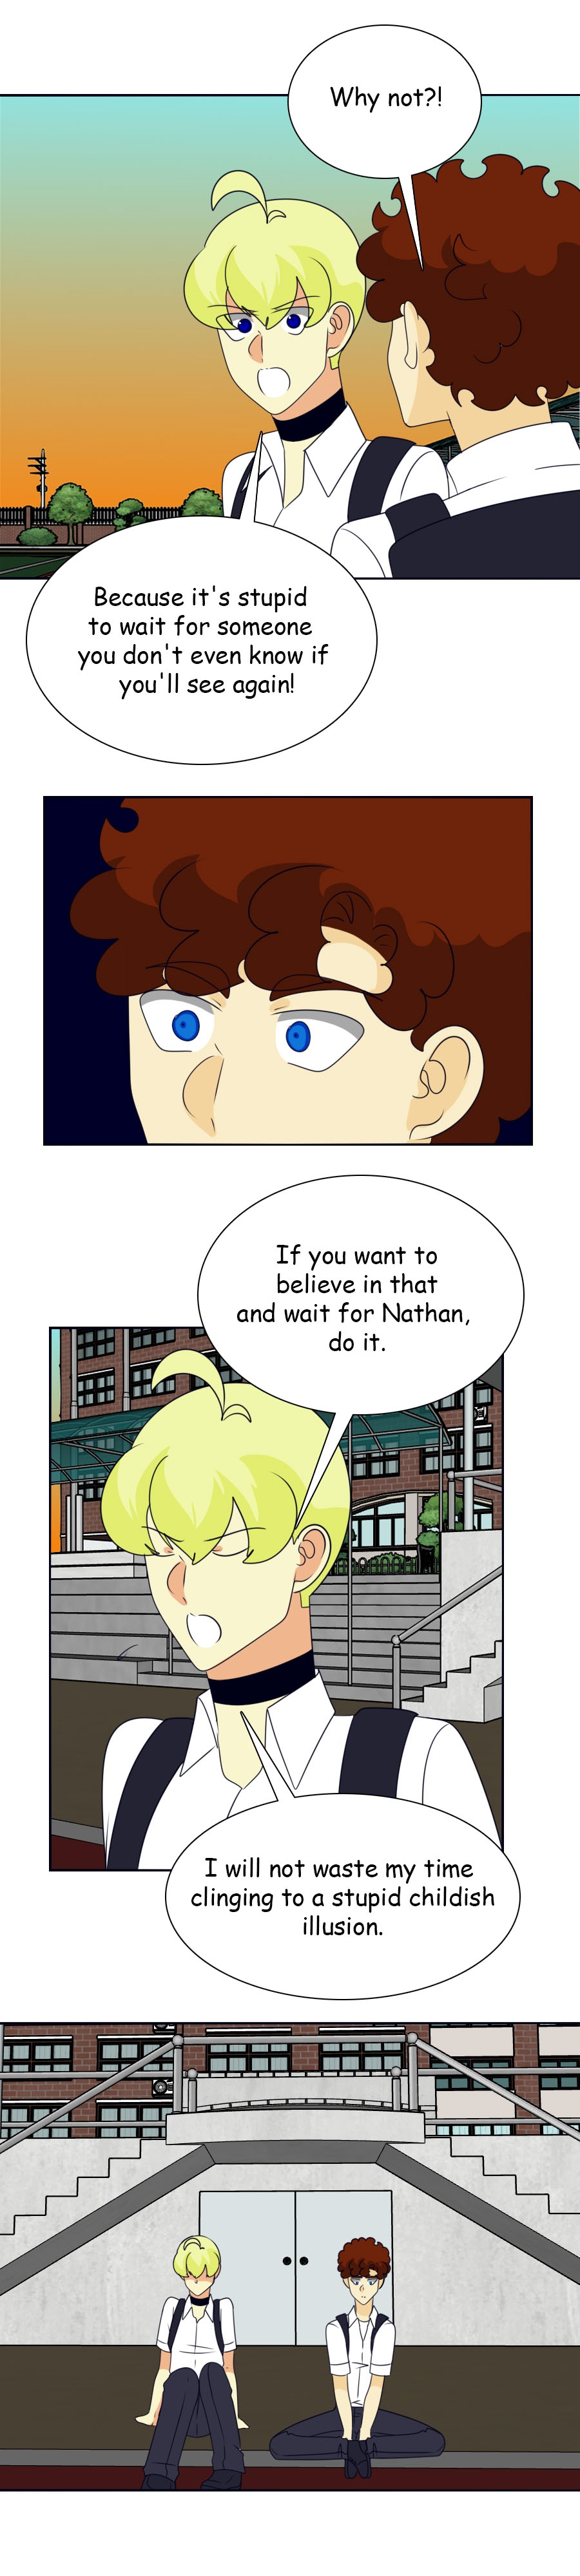 Why not?!
Because it's stupid
to wait for someone
you don't even know if
you'll see again!
If you want to
believe in that
and wait for Nathan,
do it.
I will not waste my time
clinging to a stupid childish
illusion.